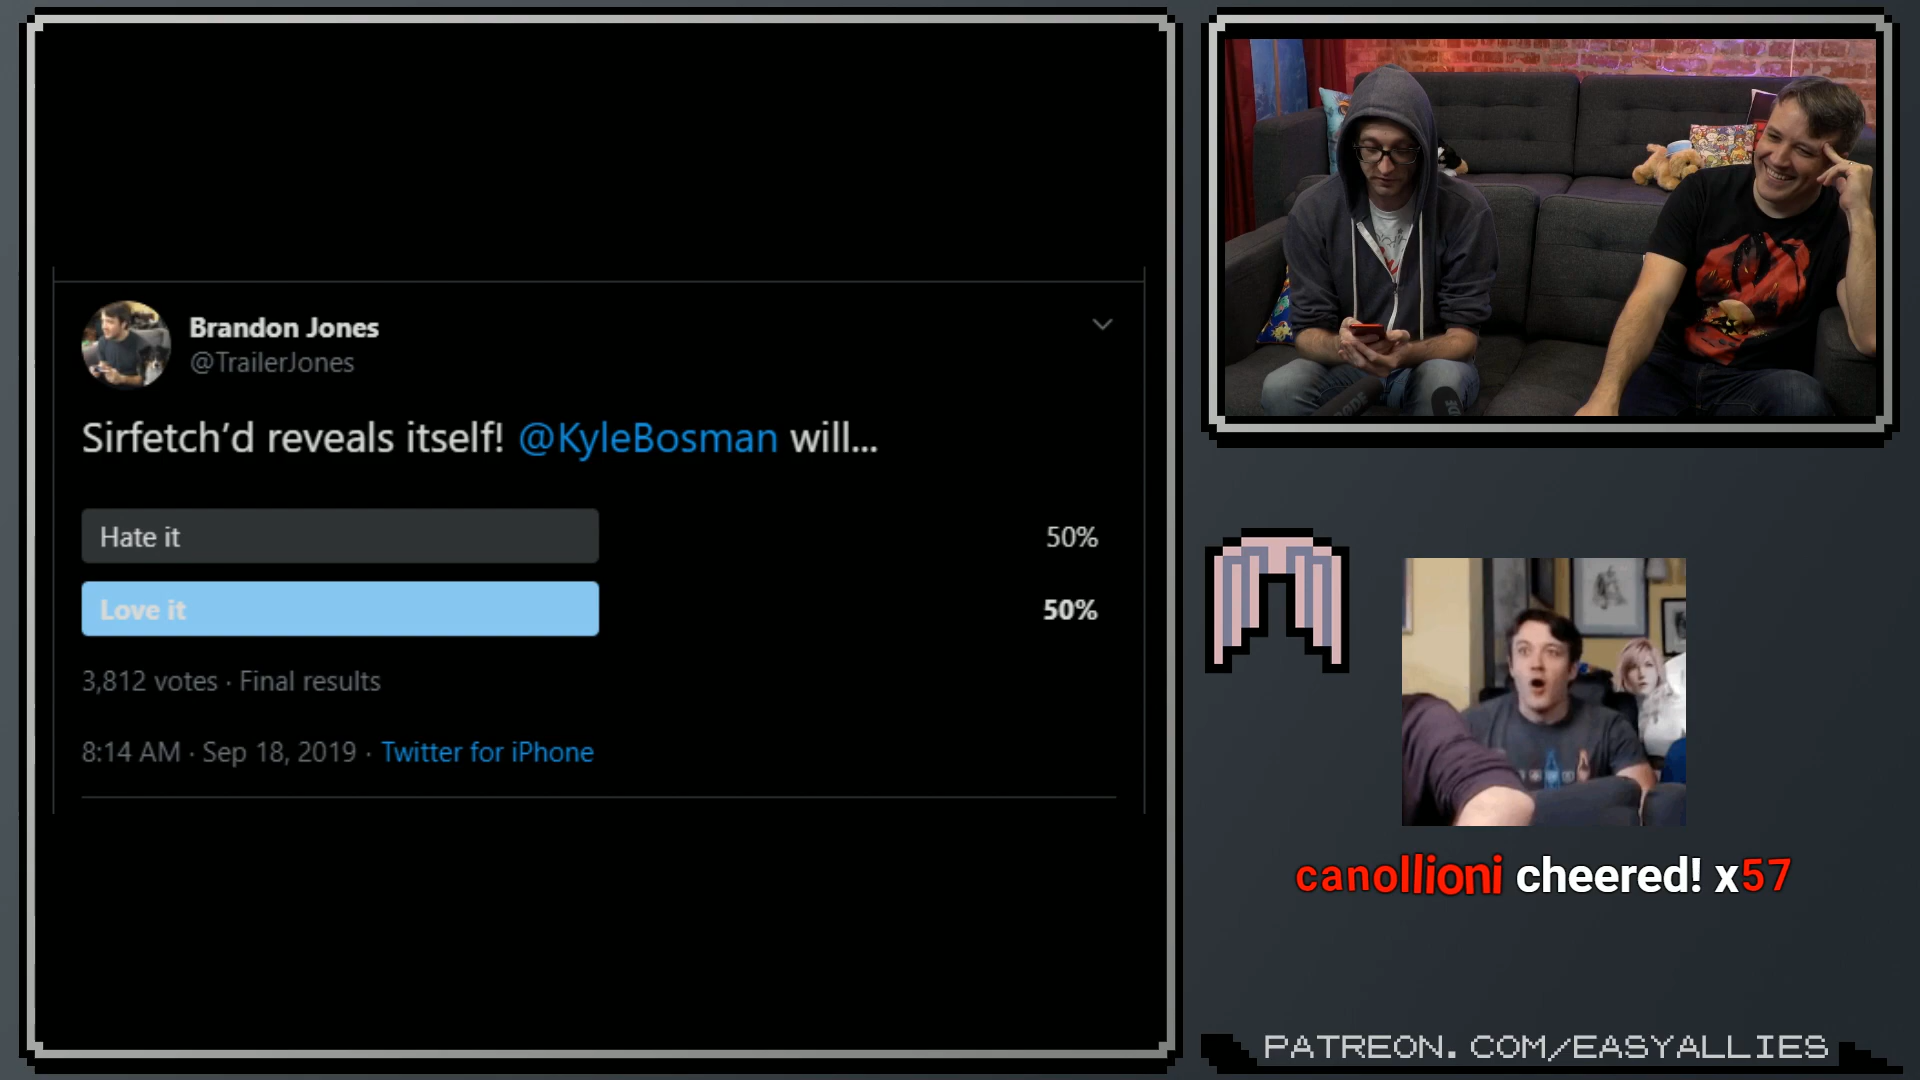 Brandon Jones
@TrailerJones
Sirfetch’d reveals itself! @KyleBosman will...
Hate it 50%
Love it 50%
3,812 votes · Final results
8:14 AM · Sep 18, 2019 · Twitter for iPhone
canollioni cheered! x57
PATREON.COM/EASYALLIES